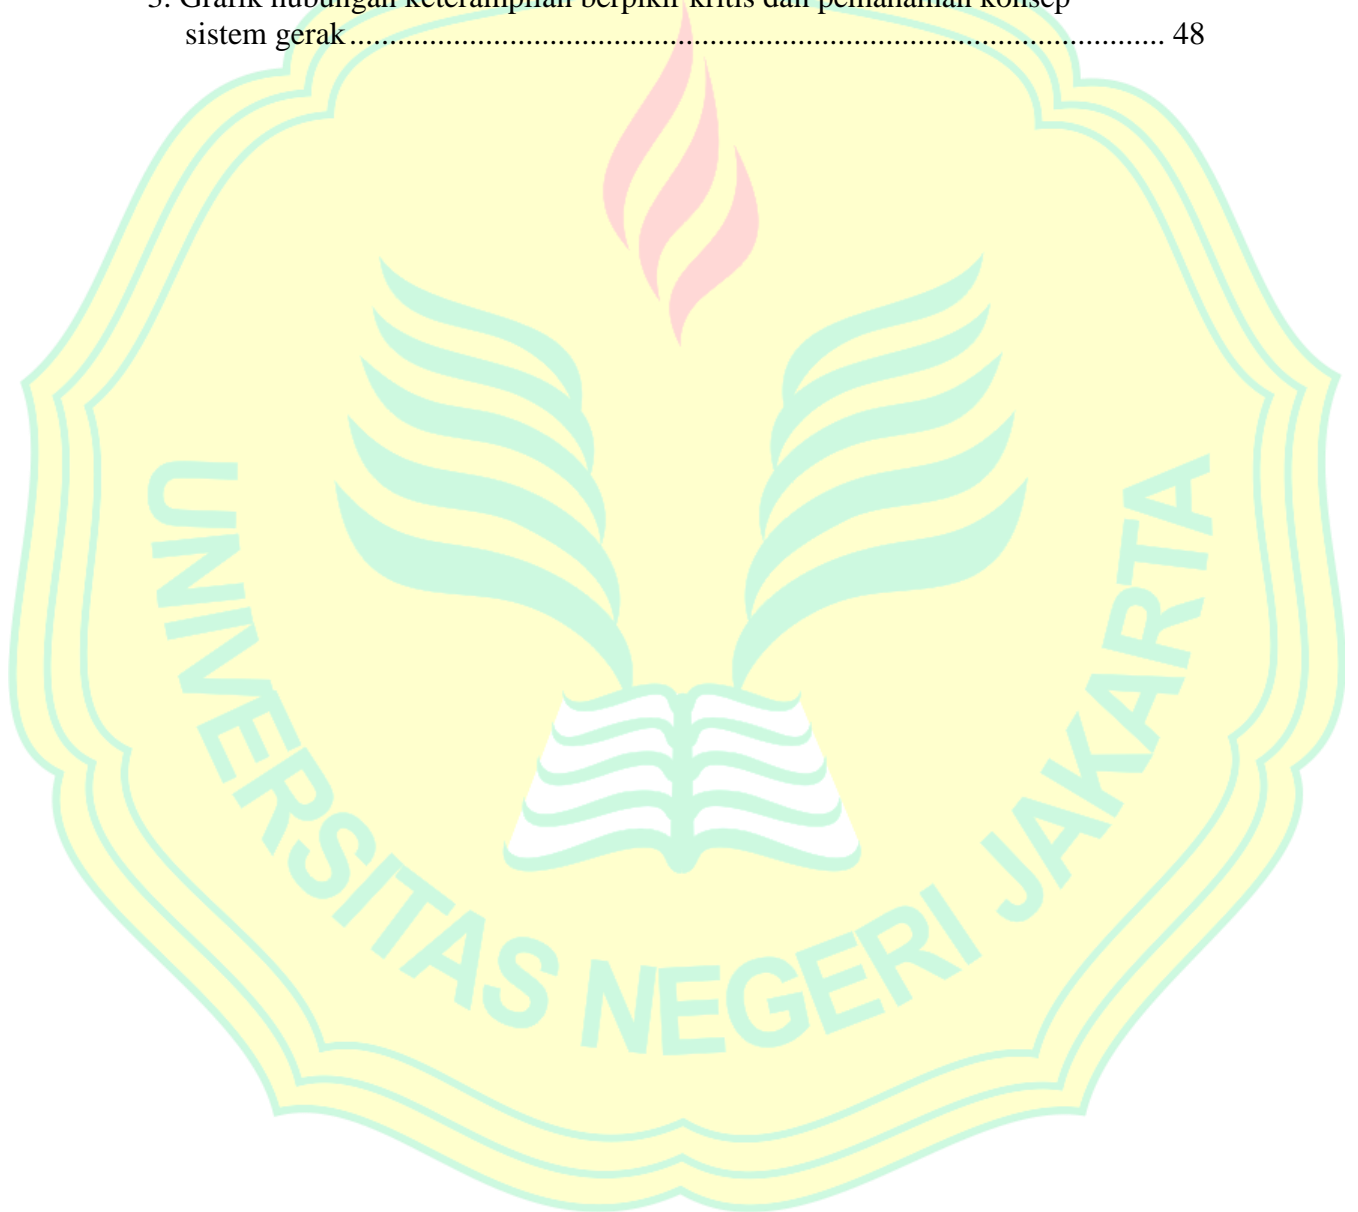 Grafik hubungan keterampilan berpikir kritis dan pemahaman konsep
sistem gerak........................................................................................................ 48
UNIVERSITAS NEGERI JAKARTA